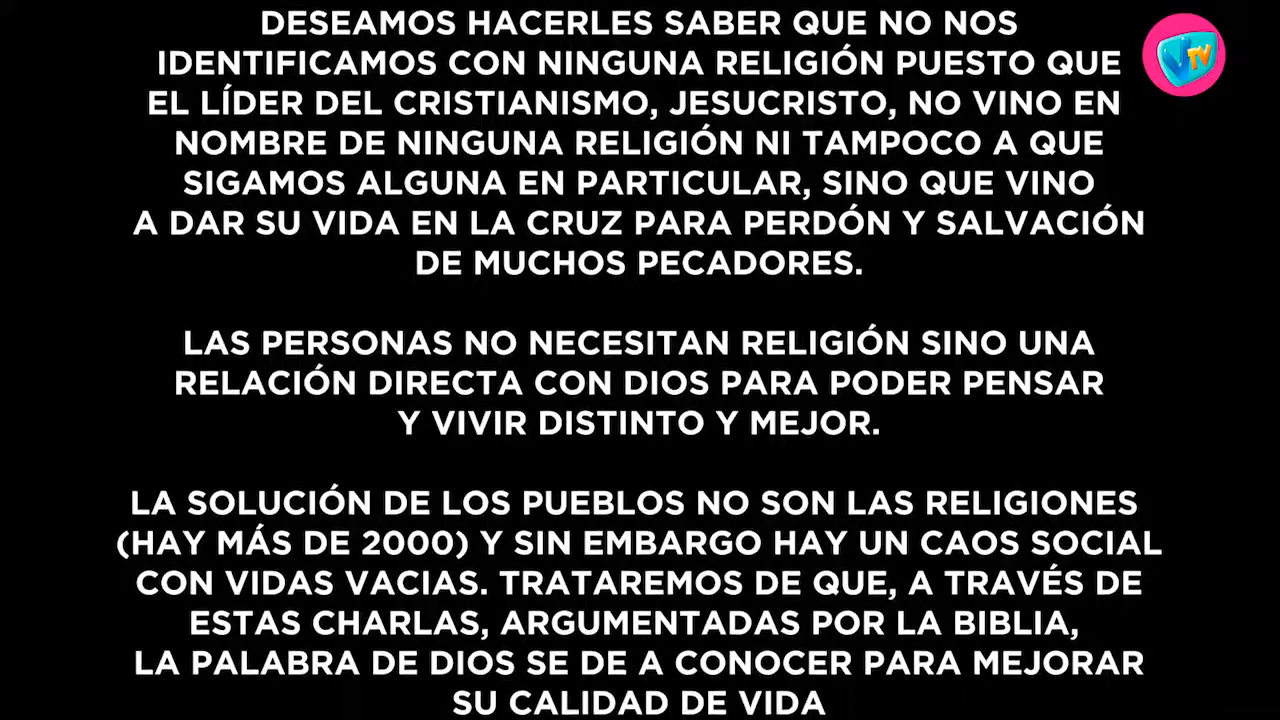 DESEAMOS HACERLES SABER QUE NO NOS
IDENTIFICAMOS CON NINGUNA RELIGIÓN PUESTO QUE
EL LÍDER DEL CRISTIANISMO, JESUCRISTO, NO VINO EN
NOMBRE DE NINGUNA RELIGIÓN NI TAMPOCO A QUE
SIGAMOS ALGUNA EN PARTICULAR, SINO QUE VINO
A DAR SU VIDA EN LA CRUZ PARA PERDÓN Y SALVACIÓN
DE MUCHOS PECADORES.
LAS PERSONAS NO NECESITAN RELIGIÓN SINO UNA
RELACIÓN DIRECTA CON DIOS PARA PODER PENSAR
Y VIVIR DISTINTO Y MEJOR.
LA SOLUCIÓN DE LOS PUEBLOS NO SON LAS RELIGIONES
(HAY MÁS DE 2000) Y SIN EMBARGO HAY UN CAOS SOCIAL
CON VIDAS VACIAS. TRATAREMOS DE QUE, A TRAVÉS DE
ESTAS CHARLAS, ARGUMENTADAS POR LA BIBLIA,
LA PALABRA DE DIOS SE DE A CONOCER PARA MEJORAR
SU CALIDAD DE VIDA
VTV